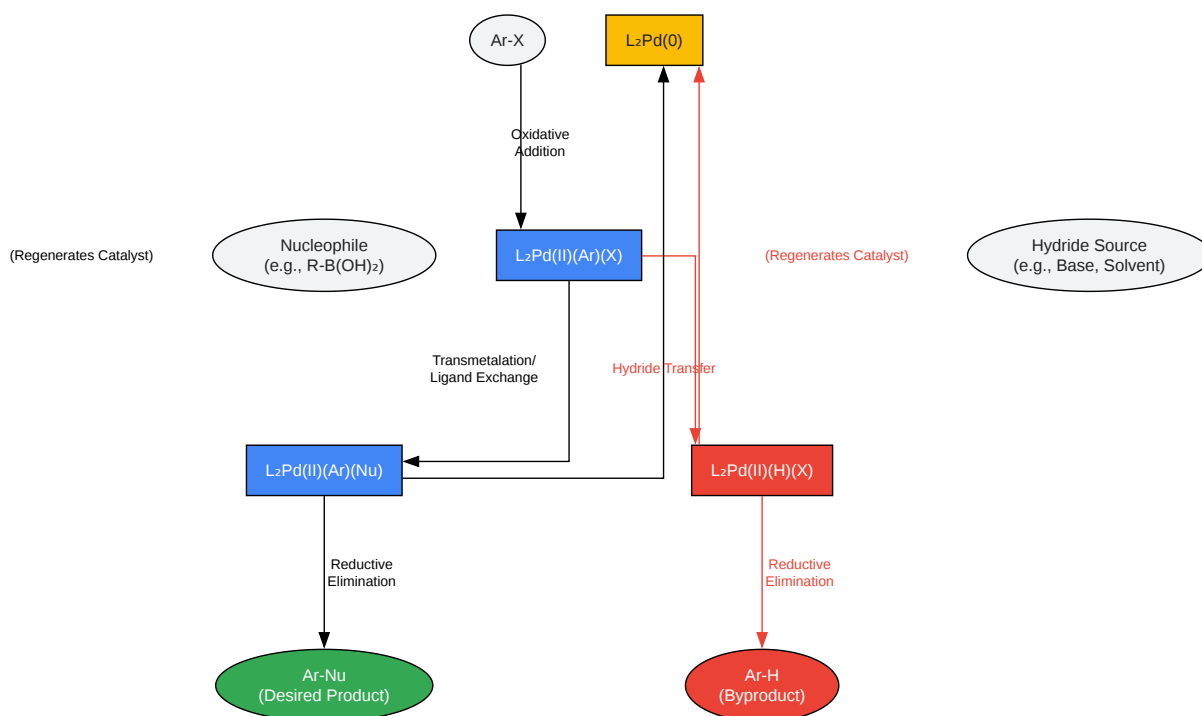 Ar-X
L₂Pd(0)
Oxidative
Addition
(Regenerates Catalyst)
Nucleophile
(e.g., R-B(OH)₂)
L₂Pd(II)(Ar)(X)
(Regenerates Catalyst)
Hydride Source
(e.g., Base, Solvent)
Transmetalation/
Ligand Exchange
Hydride Transfer
L₂Pd(II)(Ar)(Nu)
L₂Pd(II)(H)(X)
Reductive
Elimination
Reductive
Elimination
Ar-Nu
(Desired Product)
Ar-H
(Byproduct)